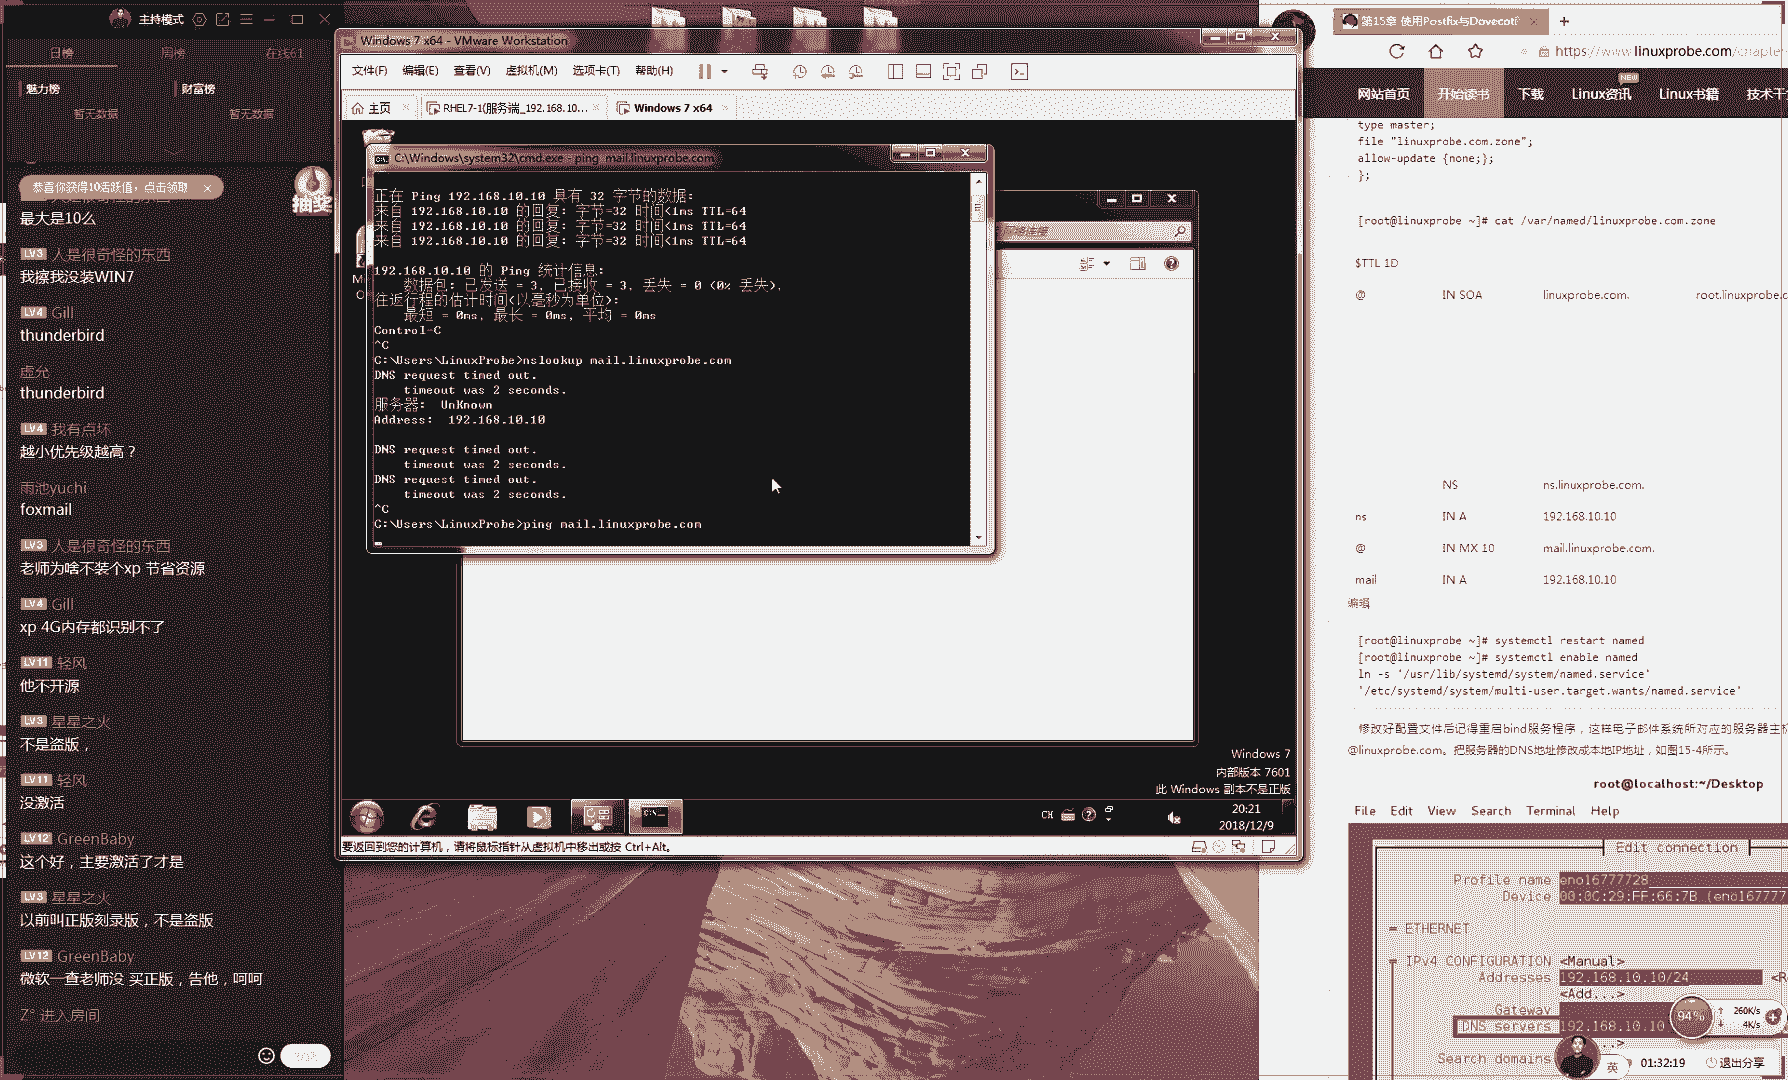 主持模式
日榜
周榜
在线61
魅力榜
财富榜
暂无数据
暂无数据
恭喜你获得10活跃值，点击领取
抽奖
最大是10么
LV3 人是很奇怪的东西
我擦我没装WIN7
LV4 Gill
thunderbird
虚允
thunderbird
LV4 我有点坏
越小优先级越高？
雨池yuchi
foxmail
LV3 人是很奇怪的东西
老师为啥不装个xp 节省资源
LV4 Gill
xp 4G内存都识别不了
LV11 轻风
他不开源
LV3 星星之火
不是盗版，
LV11 轻风
没激活
LV12 GreenBaby
这个好，主要激活了才是
LV3 星星之火
以前叫正版刻录版，不是盗版
LV12 GreenBaby
微软一查老师没 买正版，告他，呵呵
Z° 进入房间
Windows 7 x64 - VMware Workstation
文件(F) 编辑(E) 查看(V) 虚拟机(M) 选项卡(T) 帮助(H)
主页
RHEL7-1(服务端_192.168.10...
Windows 7 x64
C:\Windows\system32\cmd.exe - ping mail.linuxprobe.com
正在 Ping 192.168.10.10 具有 32 字节的数据:
来自 192.168.10.10 的回复: 字节=32 时间<1ms TTL=64
来自 192.168.10.10 的回复: 字节=32 时间<1ms TTL=64
来自 192.168.10.10 的回复: 字节=32 时间<1ms TTL=64
192.168.10.10 的 Ping 统计信息:
数据包: 已发送 = 3，已接收 = 3，丢失 = 0 (0% 丢失)，
往返行程的估计时间(以毫秒为单位):
最短 = 0ms，最长 = 0ms，平均 = 0ms
Control-C
^C
C:\Users\LinuxProbe>nslookup mail.linuxprobe.com
DNS request timed out.
timeout was 2 seconds.
服务器: UnKnown
Address: 192.168.10.10
DNS request timed out.
timeout was 2 seconds.
DNS request timed out.
timeout was 2 seconds.
^C
C:\Users\LinuxProbe>ping mail.linuxprobe.com
Windows 7
内部版本 7601
此 Windows 副本不是正版
CH
20:21
2018/12/9
要返回到您的计算机，请将鼠标指针从虚拟机中移出或按 Ctrl+Alt。
第15章 使用Postfix与Dovecot
https://www.linuxprobe.com/chapter
网站首页
开始读书
下载
Linux资讯
NEW
Linux书籍
技术干
type master;
file "linuxprobe.com.zone";
allow-update {none;};
};
[root@linuxprobe ~]# cat /var/named/linuxprobe.com.zone
$TTL 1D
@ IN SOA linuxprobe.com. root.linuxprobe.c
NS ns.linuxprobe.com.
ns IN A 192.168.10.10
@ IN MX 10 mail.linuxprobe.com.
mail IN A 192.168.10.10
编辑
[root@linuxprobe ~]# systemctl restart named
[root@linuxprobe ~]# systemctl enable named
ln -s '/usr/lib/systemd/system/named.service'
'/etc/systemd/system/multi-user.target.wants/named.service'
修改好配置文件后记得重启bind服务程序，这样电子邮件系统所对应的服务器主机
@linuxprobe.com。把服务器的DNS地址修改成本地IP地址，如图15-4所示。
root@localhost:~/Desktop
File Edit View Search Terminal Help
Edit connection
Profile name eno16777728
Device 00:0C:29:FF:66:7B (eno167777
ETHERNET
IPv4 CONFIGURATION <Manual>
Addresses 192.168.10.10/24 <R
<Add...>
Gateway
DNS servers 192.168.10.10
Search domains
94%
260K/s
4K/s
英
01:32:19
退出分享